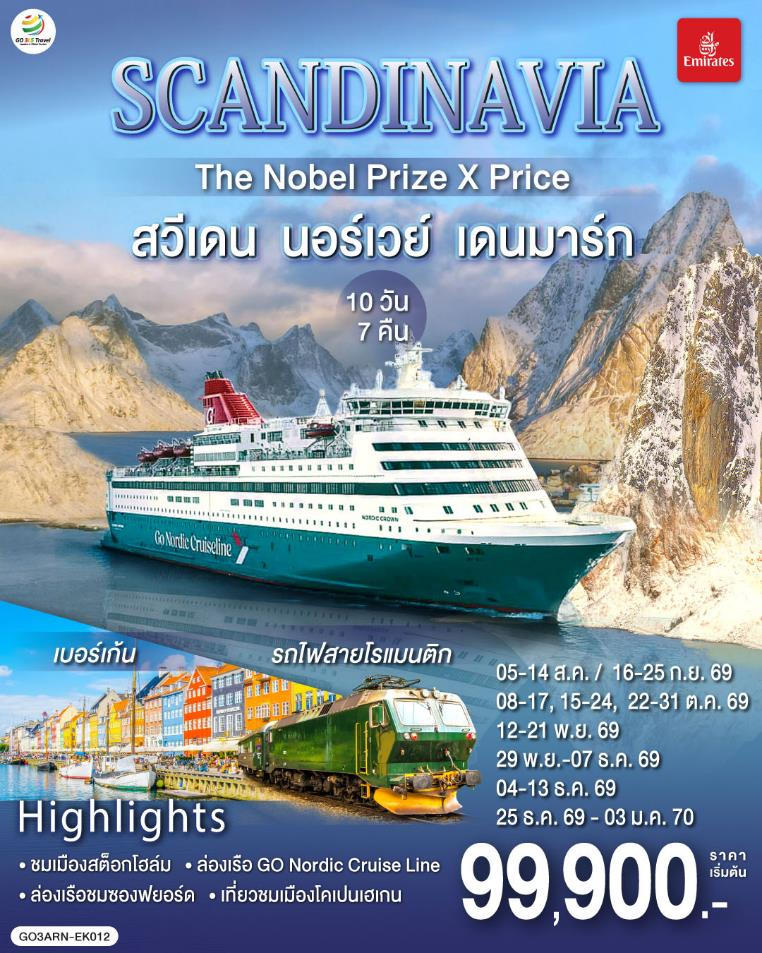 GO 365 Travel
Emirates
SCANDINAVIA
The Nobel Prize X Price
สวีเดน นอร์เวย์ เดนมาร์ก
10 วัน
7 คืน
NORDIC CROWN
Go Nordic Cruiseline
เบอร์เก้น
รถไฟสายโรแมนติก
05-14 ส.ค. / 16-25 ก.ย. 69
08-17, 15-24, 22-31 ต.ค. 69
12-21 พ.ย. 69
29 พ.ย.-07 ธ.ค. 69
04-13 ธ.ค. 69
25 ธ.ค. 69 - 03 ม.ค. 70
Highlights
• ชมเมืองสต็อกโฮล์ม • ล่องเรือ GO Nordic Cruise Line
• ล่องเรือชมซองฟยอร์ด • เที่ยวชมเมืองโคเปนเฮเกน
99,900.-
ราคา
เริ่มต้น
GO3ARN-EK012